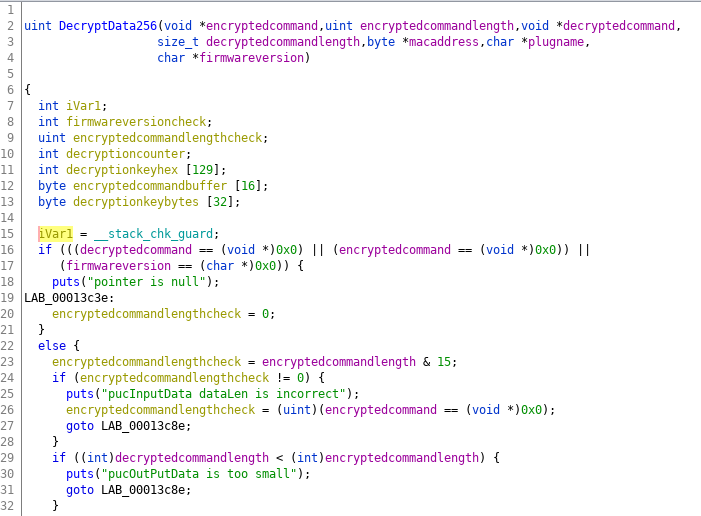 1
2 uint DecryptData256(void *encryptedcommand,uint encryptedcommandlength,void *decryptedcommand,
3                    size_t decryptedcommandlength,byte *macaddress,char *plugname,
4                    char *firmwareversion)
5
6 {
7   int iVar1;
8   int firmwareversioncheck;
9   uint encryptedcommandlengthcheck;
10   int decryptioncounter;
11   int decryptionkeyhex [129];
12   byte encryptedcommandbuffer [16];
13   byte decryptionkeybytes [32];
14
15   iVar1 = __stack_chk_guard;
16   if (((decryptedcommand == (void *)0x0) || (encryptedcommand == (void *)0x0)) ||
17      (firmwareversion == (char *)0x0)) {
18     puts("pointer is null");
19 LAB_00013c3e:
20     encryptedcommandlengthcheck = 0;
21   }
22   else {
23     encryptedcommandlengthcheck = encryptedcommandlength & 15;
24     if (encryptedcommandlengthcheck != 0) {
25       puts("pucInputData dataLen is incorrect");
26       encryptedcommandlengthcheck = (uint)(encryptedcommand == (void *)0x0);
27       goto LAB_00013c8e;
28     }
29     if ((int)decryptedcommandlength < (int)encryptedcommandlength) {
30       puts("pucOutPutData is too small");
31       goto LAB_00013c8e;
32     }